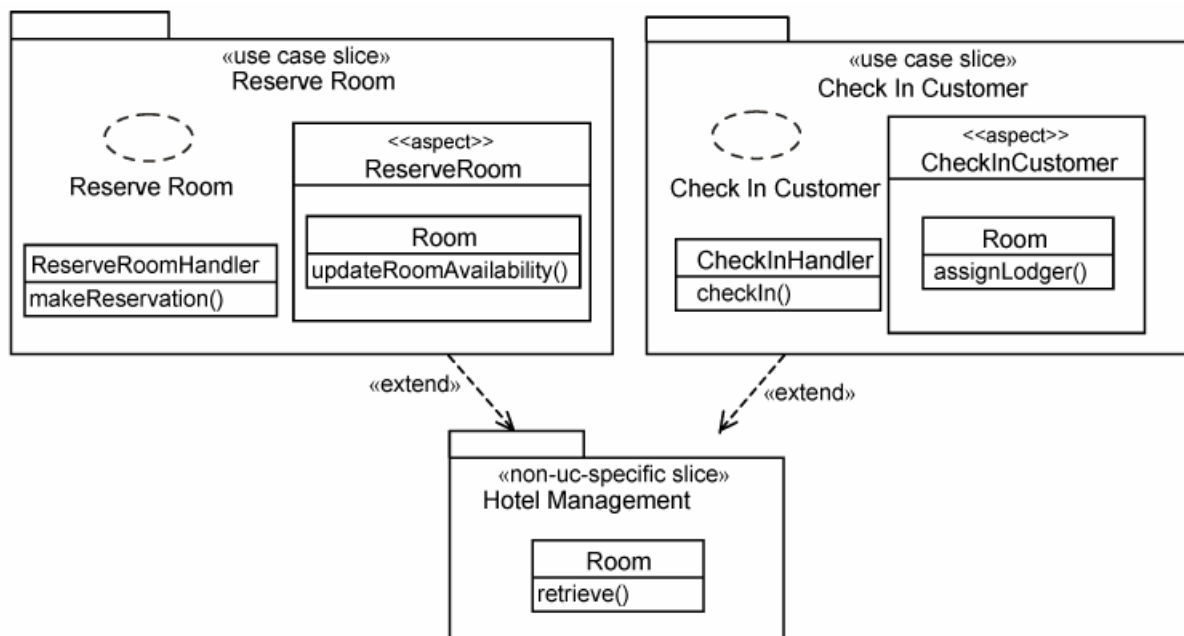 «use case slice»
Reserve Room
Reserve Room
<<aspect>>
ReserveRoom
Room
updateRoomAvailability()
ReserveRoomHandler
makeReservation()
«use case slice»
Check In Customer
Check In Customer
<<aspect>>
CheckInCustomer
Room
assignLodger()
CheckInHandler
checkIn()
«extend»
«extend»
«non-uc-specific slice»
Hotel Management
Room
retrieve()